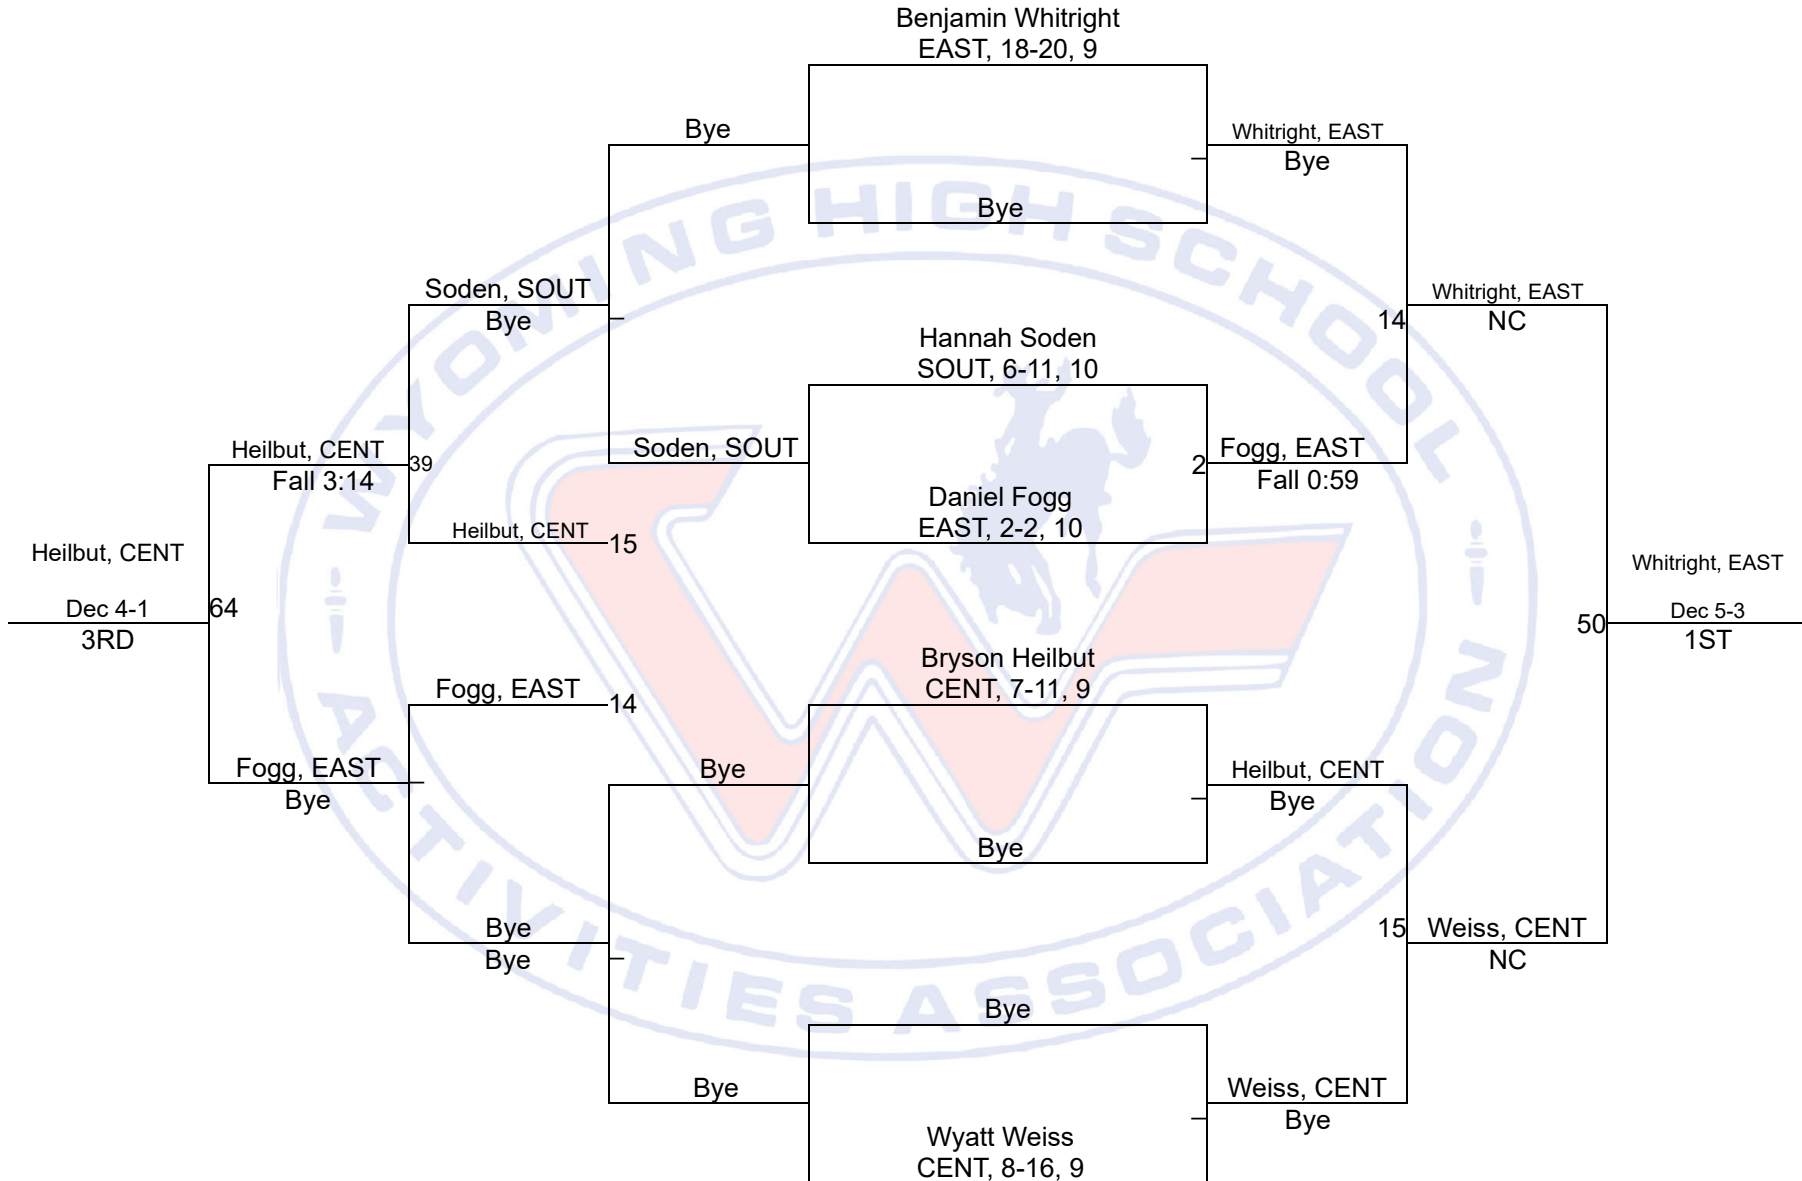 Benjamin Whitright
EAST, 18-20, 9
Bye
Whitright, EAST
Bye
Bye
Soden, SOUT
Bye
Whitright, EAST
NC
14
Hannah Soden
SOUT, 6-11, 10
Soden, SOUT
2
Fogg, EAST
Fall 0:59
Daniel Fogg
EAST, 2-2, 10
Heilbut, CENT
Fall 3:14
39
Heilbut, CENT
15
Heilbut, CENT
Dec 4-1
3RD
64
Whitright, EAST
Dec 5-3
1ST
50
Fogg, EAST
14
Fogg, EAST
Bye
Bryson Heilbut
CENT, 7-11, 9
Bye
Heilbut, CENT
Bye
Bye
Bye
Bye
15
Weiss, CENT
NC
Bye
Bye
Weiss, CENT
Bye
Wyatt Weiss
CENT, 8-16, 9
WYOMING HIGH SCHOOL
ACTIVITIES ASSOCIATION